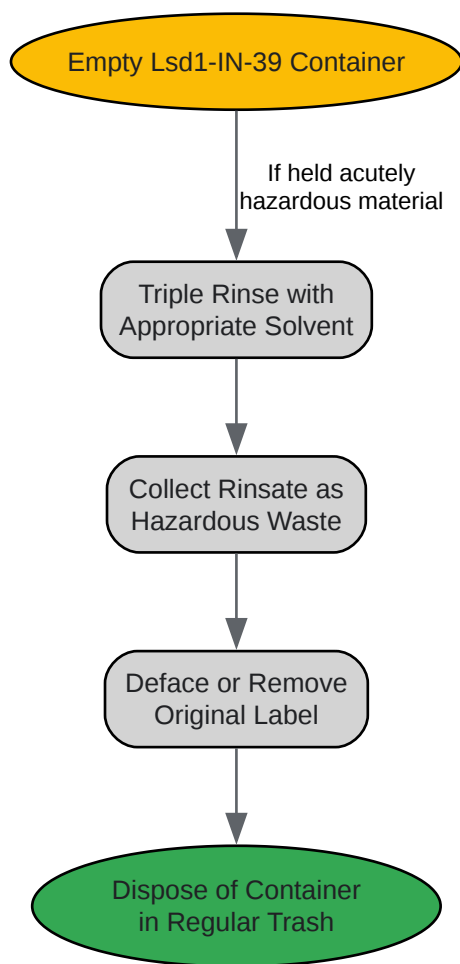 Empty Lsd1-IN-39 Container
If held acutely
hazardous material
Triple Rinse with
Appropriate Solvent
Collect Rinsate as
Hazardous Waste
Deface or Remove
Original Label
Dispose of Container
in Regular Trash